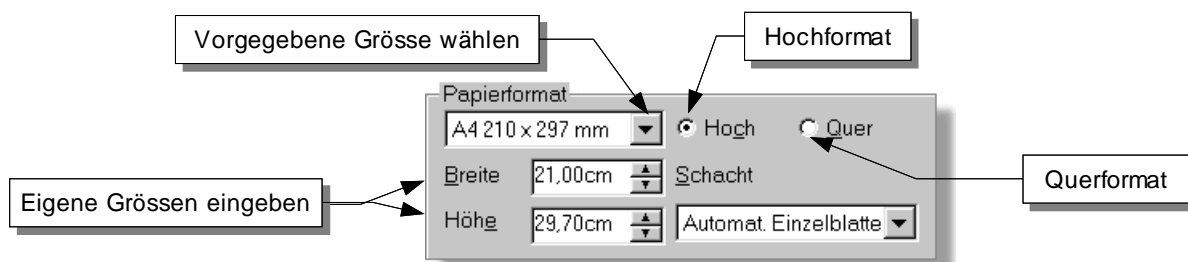 Vorgegebene Grösse wählen
Hochformat
Papierformat
A4 210 x 297 mm
Hoch
Quer
Breite
21,00cm
Schacht
Querformat
Eigene Grössen eingeben
Höhe
29,70cm
Automat. Einzelblatte